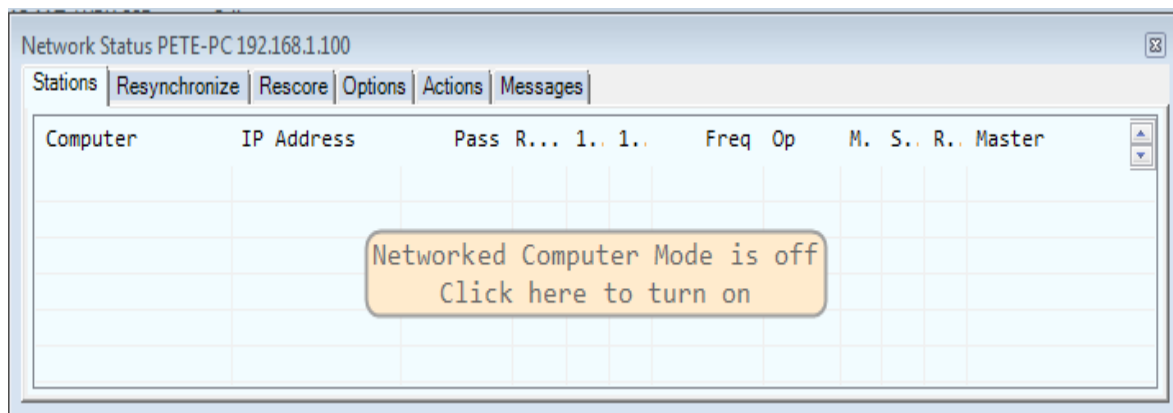 Network Status PETE-PC 192.168.1.100
Stations Resynchronize Rescore Options Actions Messages
Computer IP Address Pass R... 1.. 1.. Freq Op M. S.. R.. Master
Networked Computer Mode is off
Click here to turn on